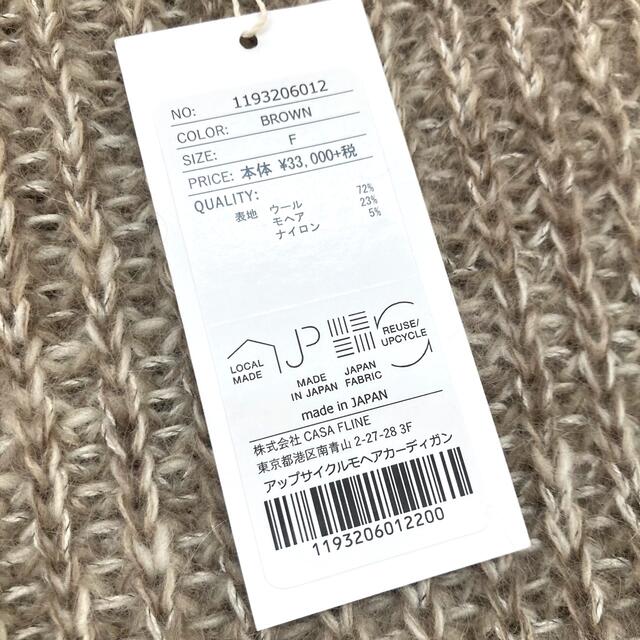 NO: 1193206012
COLOR: BROWN
SIZE: F
PRICE: 本体 ¥33,000+税
QUALITY:
表地 ウール 72%
モヘア 23%
ナイロン 5%
LOCAL MADE
MADE IN JAPAN
JAPAN FABRIC
REUSE/ UPCYCLE
made in JAPAN
株式会社 CASA FLINE
東京都港区南青山 2-27-28 3F
アップサイクルモヘアカーディガン
1193206012200